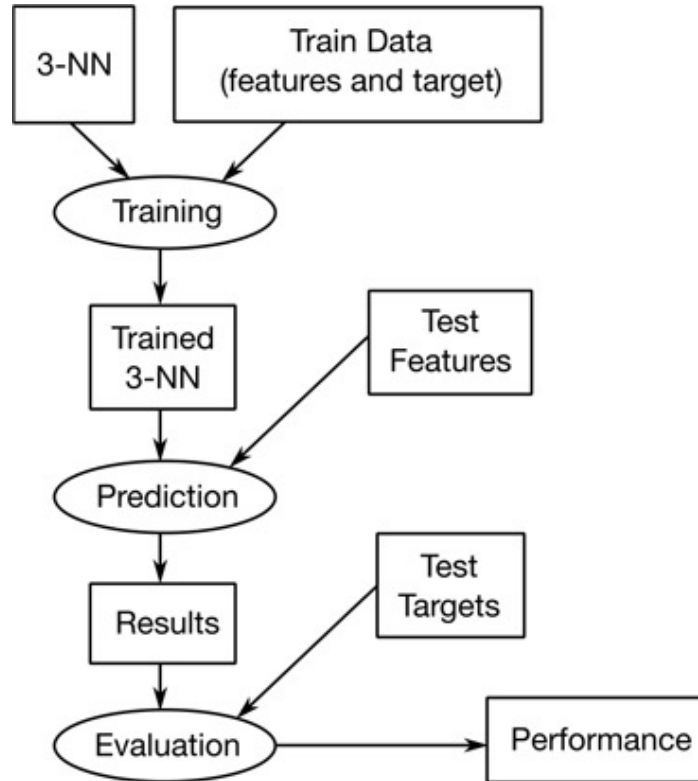 3-NN
Train Data
(features and target)
Training
Trained
3-NN
Test
Features
Prediction
Test
Targets
Results
Evaluation
Performance